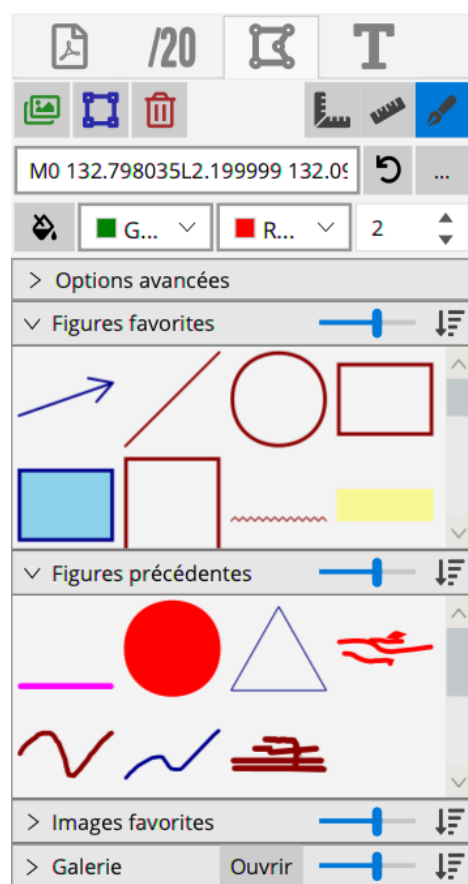 /20 T
M0 132.798035L2.199999 132.09 ...
G... R... 2
Options avancées
Figures favorites
Figures précédentes
Images favorites
Galerie Ouvrir